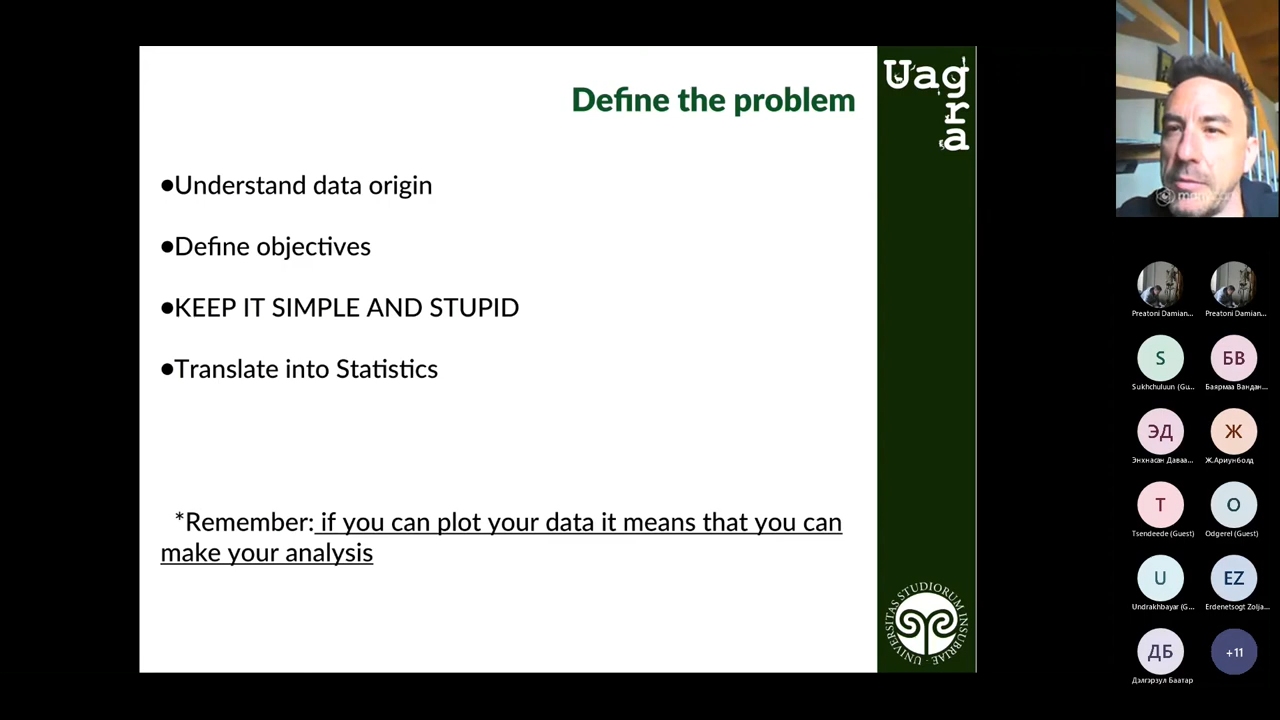 Uag
r
a
Define the problem
●Understand data origin
●Define objectives
●KEEP IT SIMPLE AND STUPID
●Translate into Statistics
*Remember: if you can plot your data it means that you can
make your analysis
UNIVERSITAS STUDIORUM INSUBRIAE
Preatoni Damian...
Preatoni Damian...
S
Sukhchuluun (Gu...
БВ
Баярмаа Вандан...
ЭД
Энхнасан Даваа...
Ж
Ж.Ариунболд
T
Tsendeede (Guest)
O
Odgerel (Guest)
U
Undrakhbayar (G...
EZ
Erdenetsogt Zolja...
ДБ
Дэлгэрзул Баатар
+11